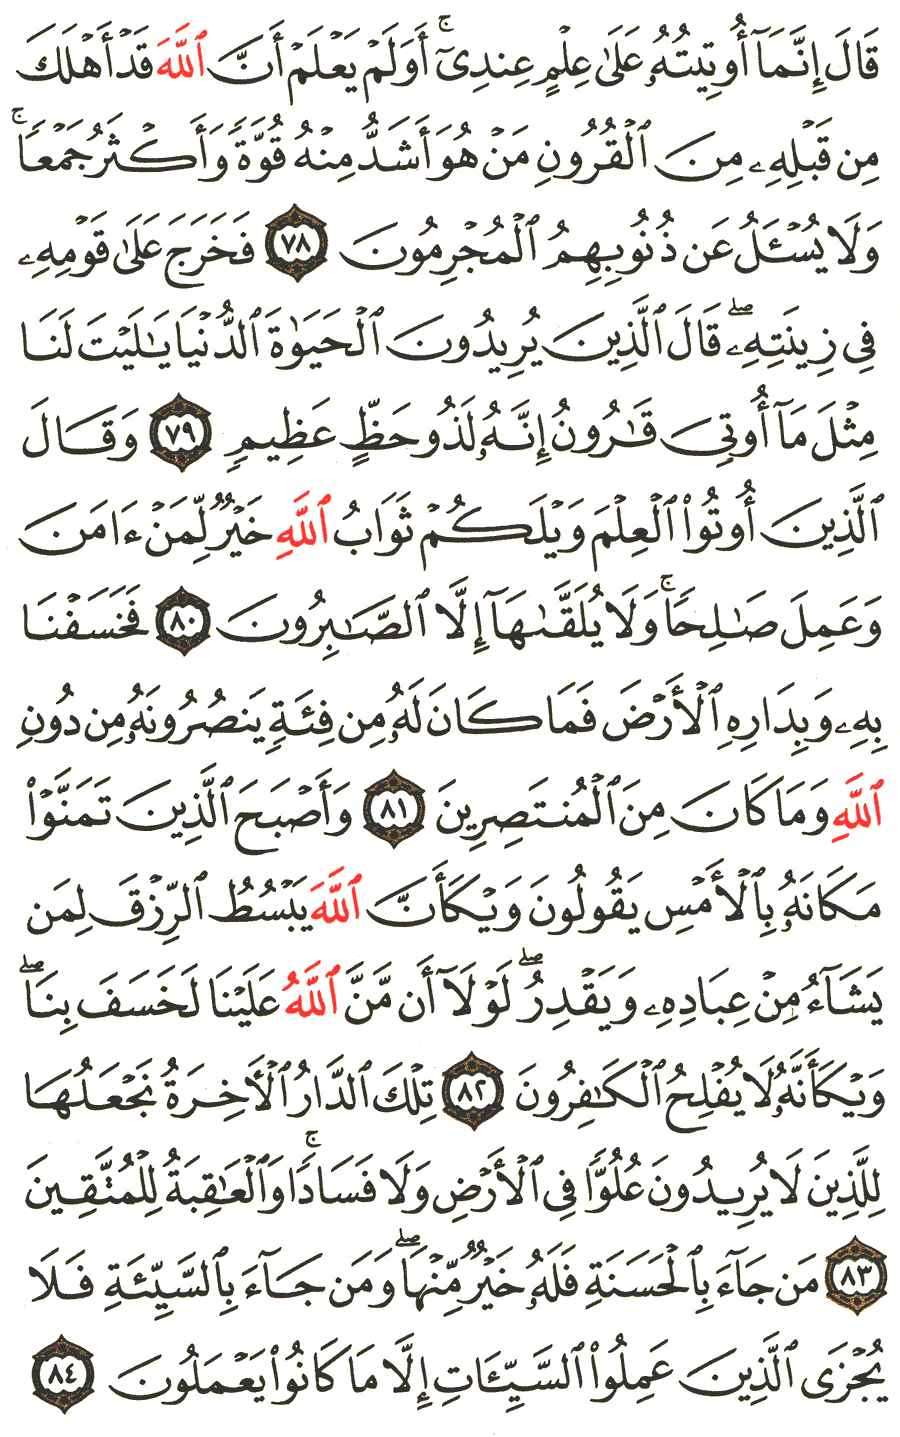 قَالَ إِنَّمَآ أُوتِيتُهُۥ عَلَىٰ عِلْمٍ عِندِىٓ ۚ أَوَلَمْ يَعْلَمْ أَنَّ ٱللَّهَ قَدْ أَهْلَكَ
مِن قَبْلِهِۦ مِنَ ٱلْقُرُونِ مَنْ هُوَ أَشَدُّ مِنْهُ قُوَّةً وَأَكْثَرُ جَمْعًا ۚ
وَلَا يُسْـَٔلُ عَن ذُنُوبِهِمُ ٱلْمُجْرِمُونَ ٧٨ فَخَرَجَ عَلَىٰ قَوْمِهِۦ
فِى زِينَتِهِۦ ۖ قَالَ ٱلَّذِينَ يُرِيدُونَ ٱلْحَيَوٰةَ ٱلدُّنْيَا يَٰلَيْتَ لَنَا
مِثْلَ مَآ أُوتِىَ قَٰرُونُ إِنَّهُۥ لَذُو حَظٍّ عَظِيمٍ ٧٩ وَقَالَ
ٱلَّذِينَ أُوتُوا۟ ٱلْعِلْمَ وَيْلَكُمْ ثَوَابُ ٱللَّهِ خَيْرٌ لِّمَنْ ءَامَنَ
وَعَمِلَ صَٰلِحًا ۚ وَلَا يُلَقَّىٰهَآ إِلَّا ٱلصَّٰبِرُونَ ٨٠ فَخَسَفْنَا
بِهِۦ وَبِدَارِهِ ٱلْأَرْضَ فَمَا كَانَ لَهُۥ مِن فِئَةٍ يَنصُرُونَهُۥ مِن دُونِ
ٱللَّهِ وَمَا كَانَ مِنَ ٱلْمُنتَصِرِينَ ٨١ وَأَصْبَحَ ٱلَّذِينَ تَمَنَّوْا۟
مَكَانَهُۥ بِٱلْأَمْسِ يَقُولُونَ وَيْكَأَنَّ ٱللَّهَ يَبْسُطُ ٱلرِّزْقَ لِمَن
يَشَآءُ مِنْ عِبَادِهِۦ وَيَقْدِرُ ۖ لَوْلَآ أَن مَّنَّ ٱللَّهُ عَلَيْنَا لَخَسَفَ بِنَا ۖ
وَيْكَأَنَّهُۥ لَا يُفْلِحُ ٱلْكَٰفِرُونَ ٨٢ تِلْكَ ٱلدَّارُ ٱلْأَخِرَةُ نَجْعَلُهَا
لِلَّذِينَ لَا يُرِيدُونَ عُلُوًّا فِى ٱلْأَرْضِ وَلَا فَسَادًا ۚ وَٱلْعَٰقِبَةُ لِلْمُتَّقِينَ
٨٣ مَن جَآءَ بِٱلْحَسَنَةِ فَلَهُۥ خَيْرٌ مِّنْهَا ۖ وَمَن جَآءَ بِٱلسَّيِّئَةِ فَلَا
يُجْزَى ٱلَّذِينَ عَمِلُوا۟ ٱلسَّيِّـَٔاتِ إِلَّا مَا كَانُوا۟ يَعْمَلُونَ ٨٤